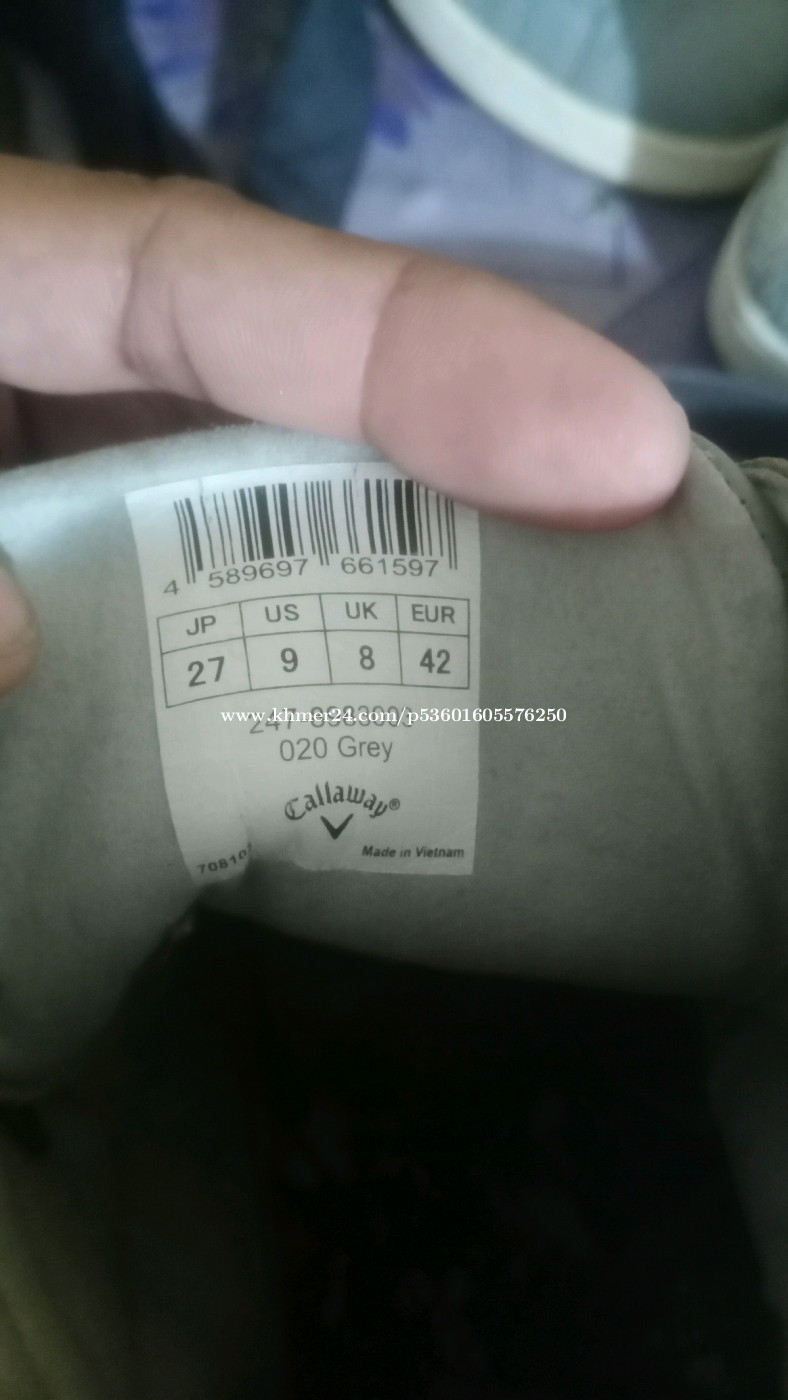 4 589697 661597
JP US UK EUR
27 9 8 42
www.khmer24.com/p53601605576250
020 Grey
Callaway®
Made in Vietnam